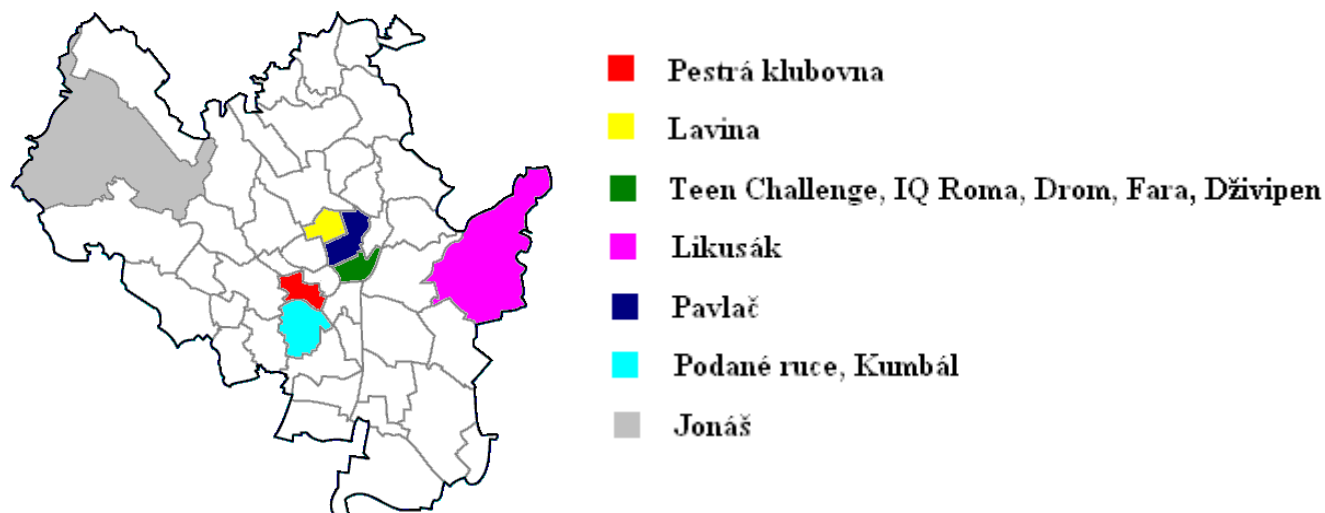 Pestrá klubovna
Lavina
Teen Challenge, IQ Roma, Drom, Fara, Dživipen
Likusák
Pavlač
Podané ruce, Kumbál
Jonáš